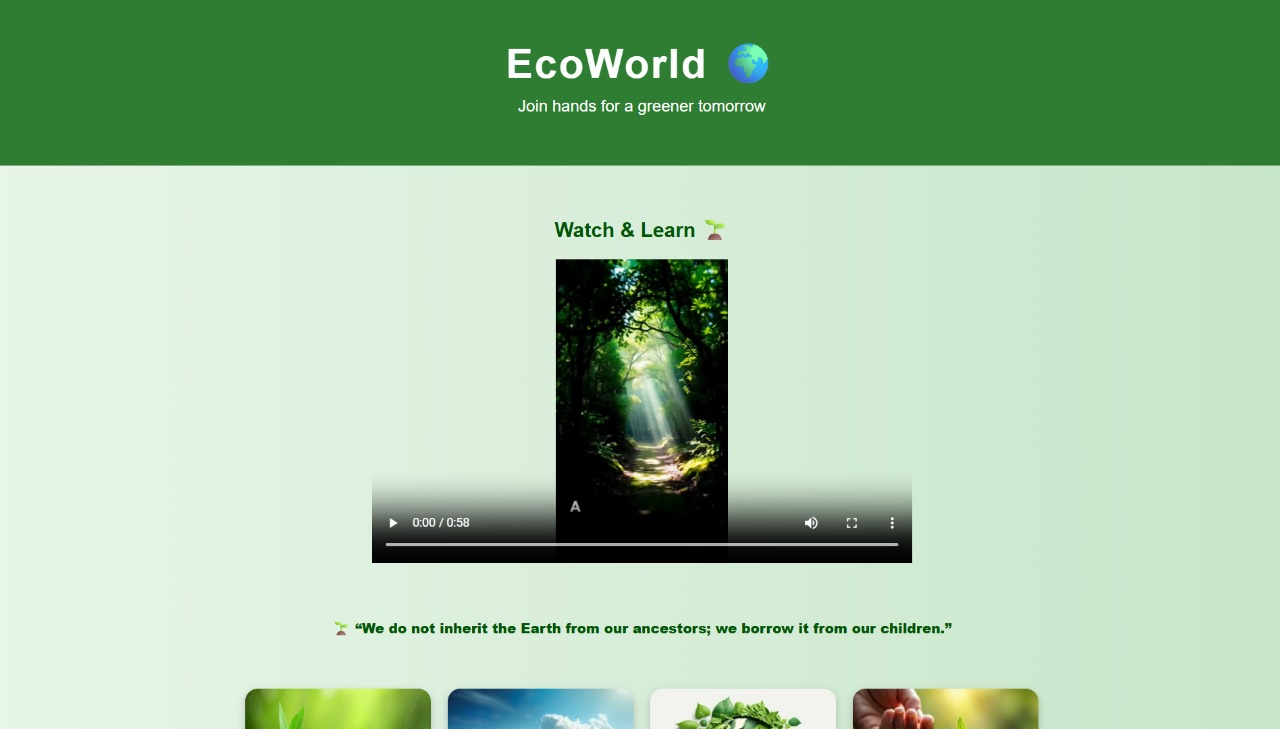 EcoWorld 🌍
Join hands for a greener tomorrow
Watch & Learn 🌱
A
0:00 / 0:58
🌱 “We do not inherit the Earth from our ancestors; we borrow it from our children.”